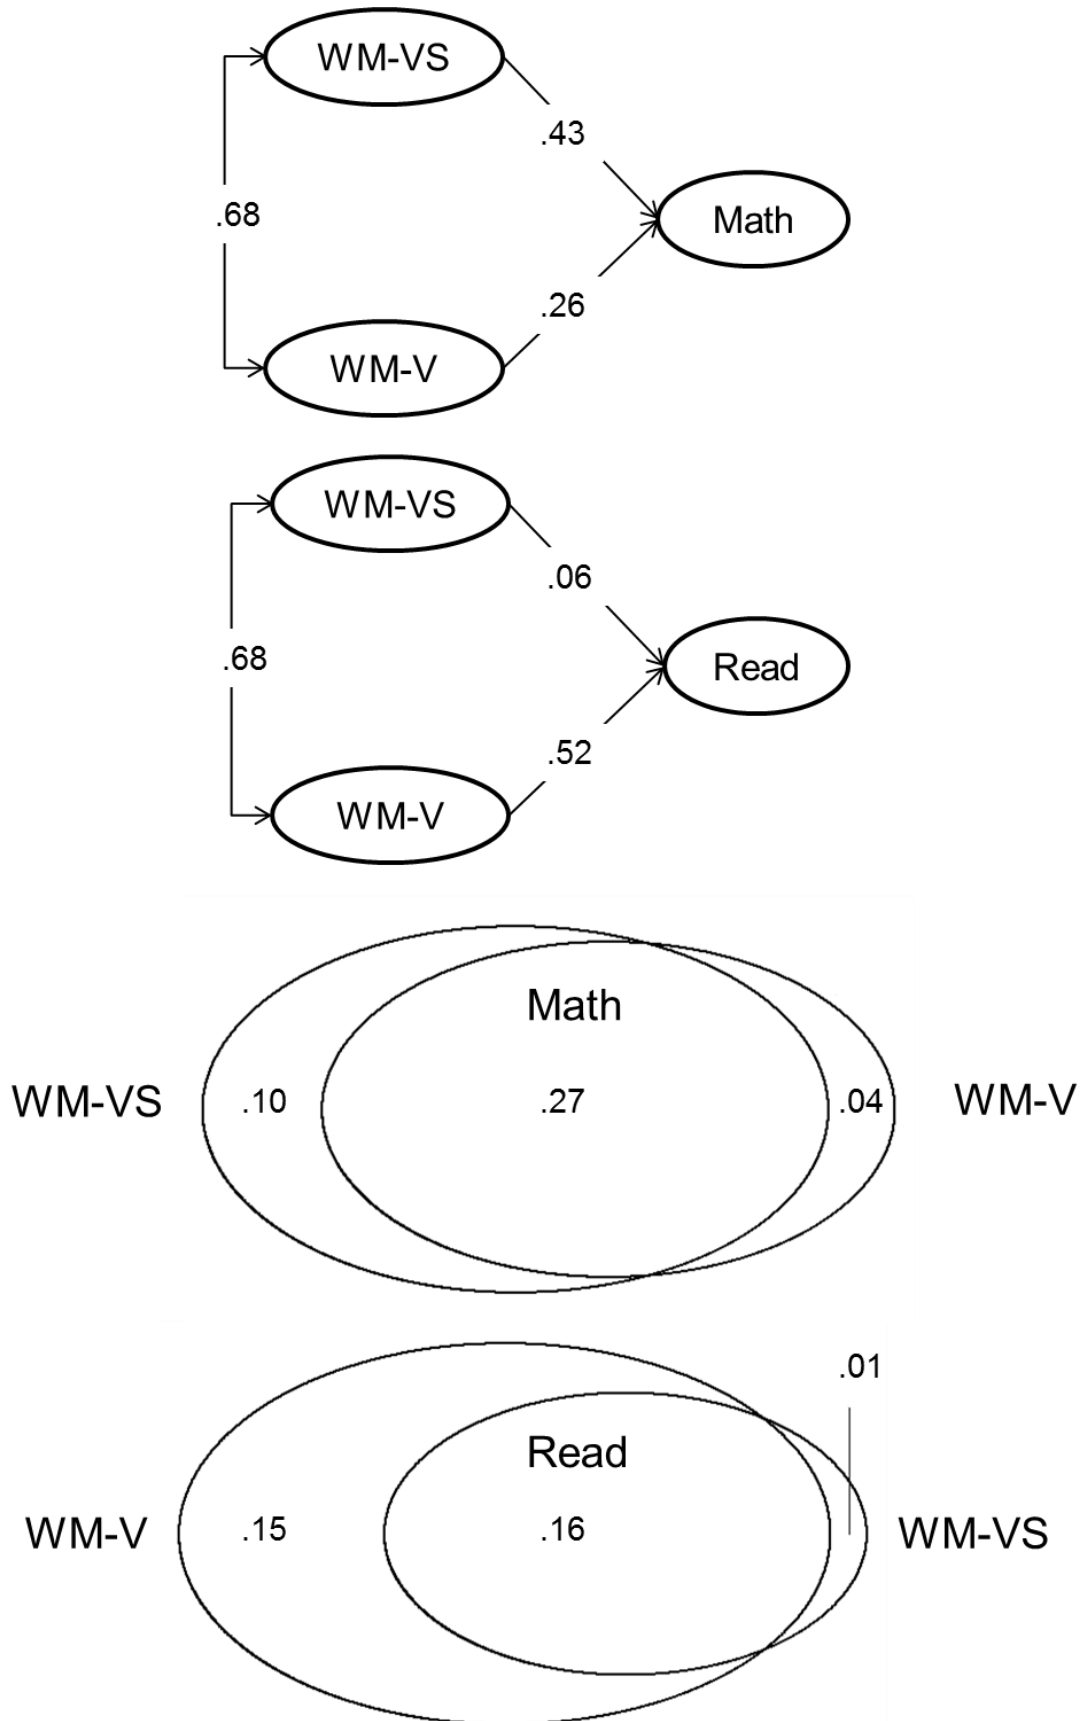 WM-VS
.43
.68
Math
.26
WM-V
WM-VS
.06
.68
Read
.52
WM-V
Math
WM-VS .10 .27 .04 WM-V
.01
Read
WM-V .15 .16 WM-VS